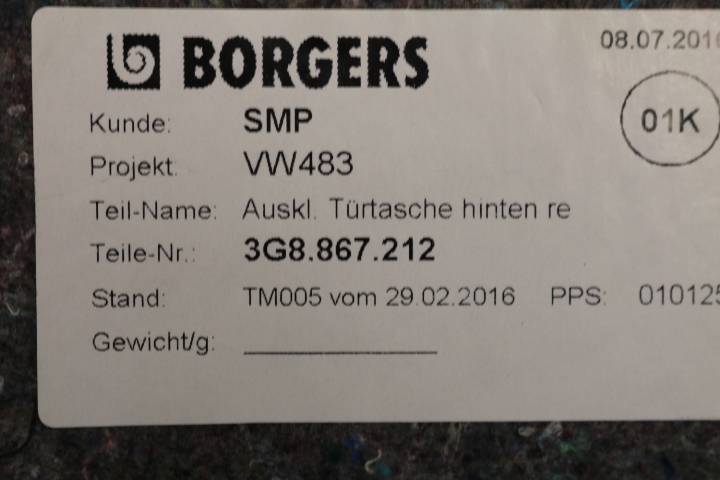 BORGERS
08.07.201
01K
Kunde: SMP
Projekt: VW483
Teil-Name: Auskl. Türtasche hinten re
Teile-Nr.: 3G8.867.212
Stand: TM005 vom 29.02.2016 PPS: 010125
Gewicht/g: